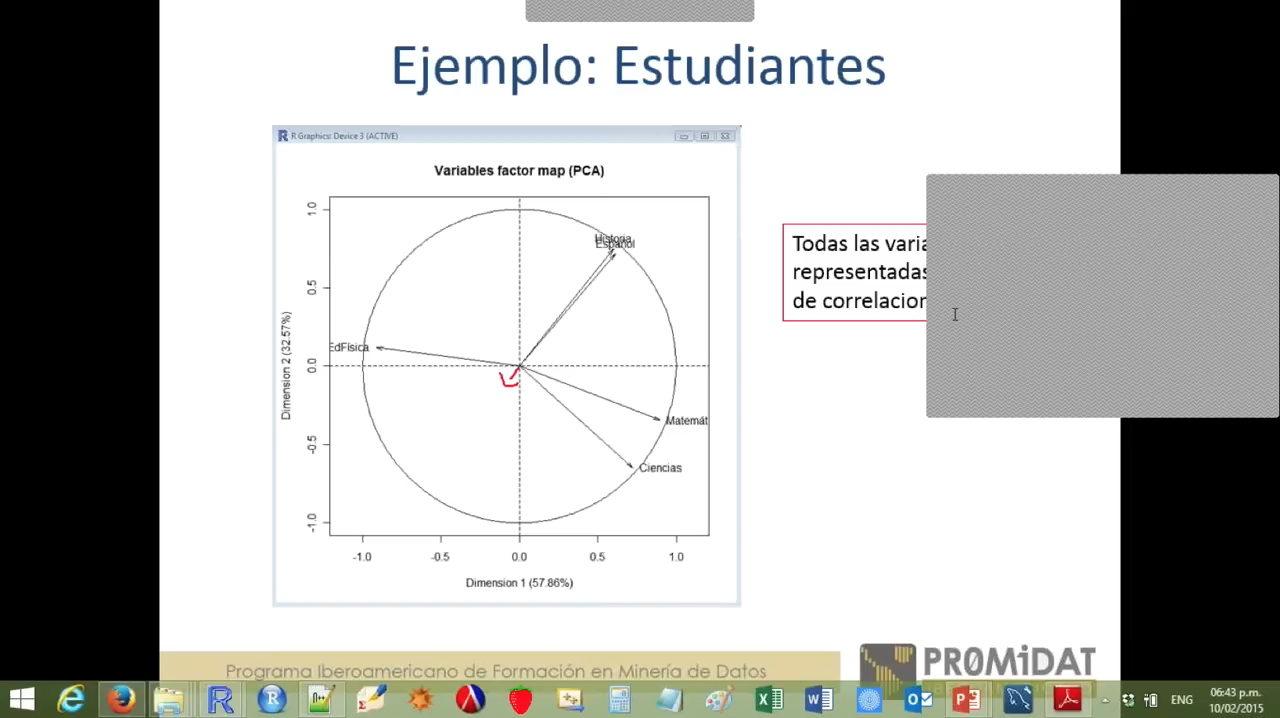 Ejemplo: Estudiantes
R Graphics: Device 3 (ACTIVE)
Variables factor map (PCA)
1.0
0.5
0.0
-0.5
-1.0
Dimension 2 (32.57%)
Historia
Español
EdFísica
Matemát
Ciencias
-1.0 -0.5 0.0 0.5 1.0
Dimension 1 (57.86%)
Todas las varia
representadas
de correlacion
Programa Iberoamericano de Formación en Minería de Datos
PR0MiDAT
ENG
06:43 p.m.
10/02/2015